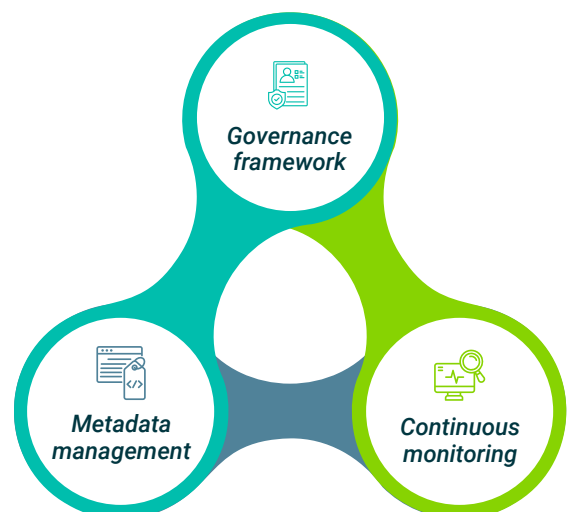 Governance
framework
Metadata
management
Continuous
monitoring